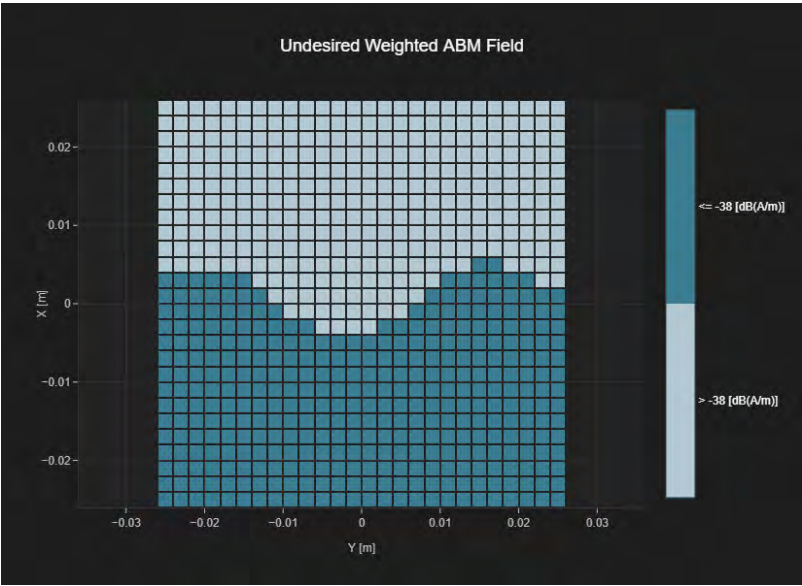 Undesired Weighted ABM Field
0.02
0.01
0
−0.01
−0.02
X [m]
−0.03
−0.02
−0.01
0
0.01
0.02
0.03
Y [m]
<= -38 [dB(A/m)]
> -38 [dB(A/m)]